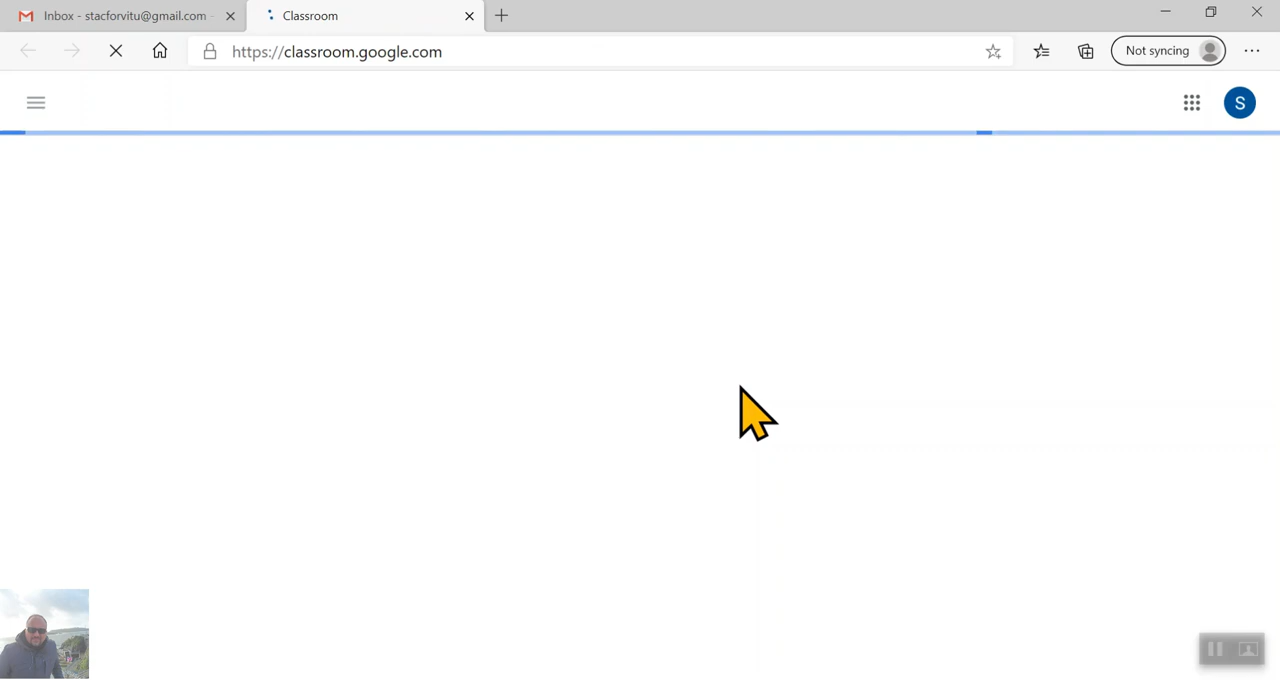 Inbox - stacforvitu@gmail.com -
Classroom
https://classroom.google.com
Not syncing
S